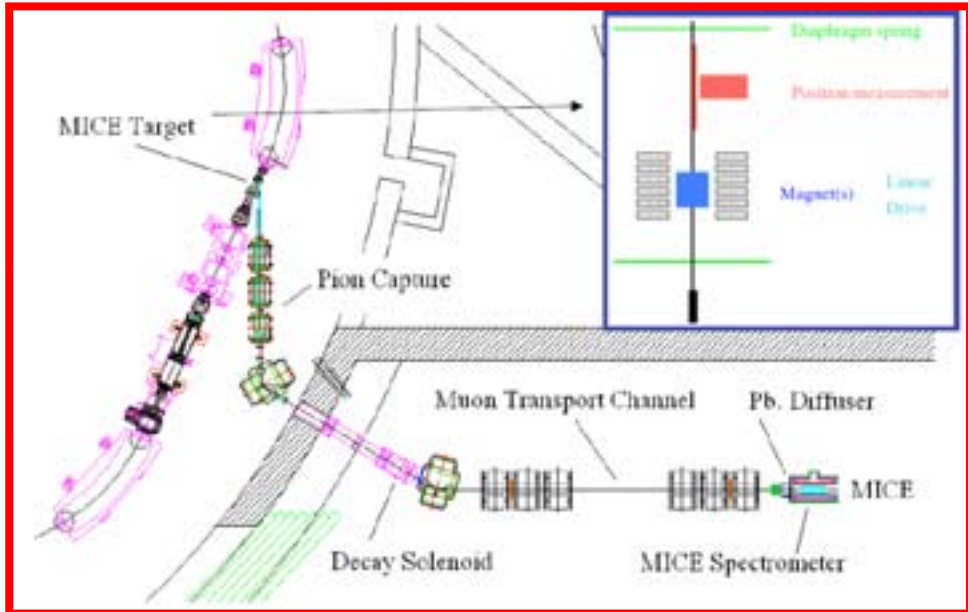 MICE Target
Diaphragm spring
Position measurement
Magnet(s)
Linear
Drive
Pion Capture
Muon Transport Channel
Pb. Diffuser
MICE
Decay Solenoid
MICE Spectrometer